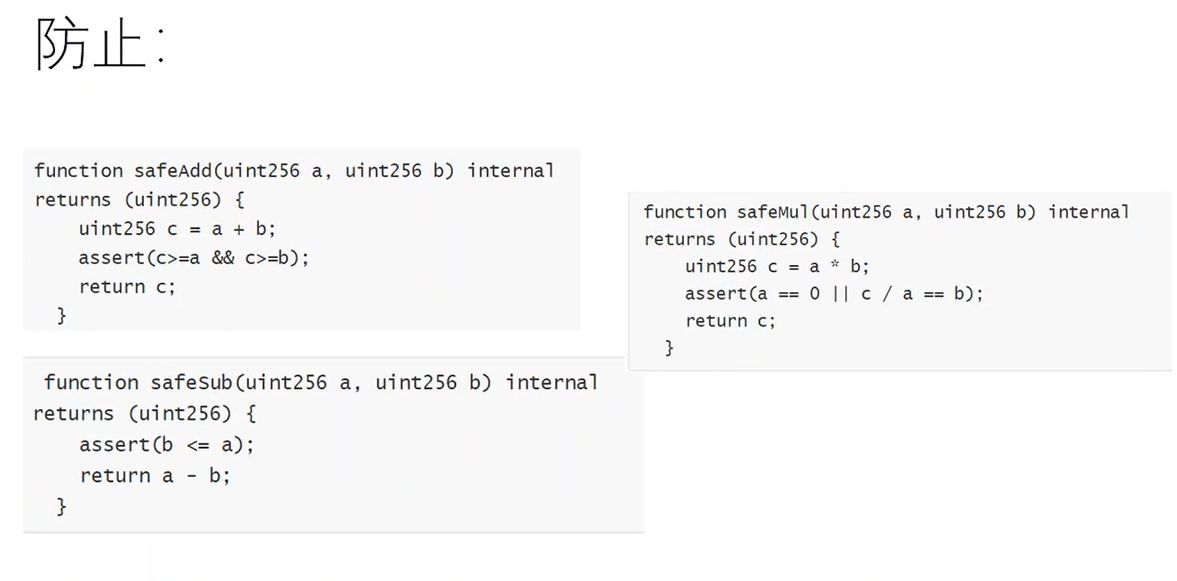 防止：
function safeAdd(uint256 a, uint256 b) internal
returns (uint256) {
    uint256 c = a + b;
    assert(c>=a && c>=b);
    return c;
  }
function safeSub(uint256 a, uint256 b) internal
returns (uint256) {
    assert(b <= a);
    return a - b;
  }
function safeMul(uint256 a, uint256 b) internal
returns (uint256) {
    uint256 c = a * b;
    assert(a == 0 || c / a == b);
    return c;
  }